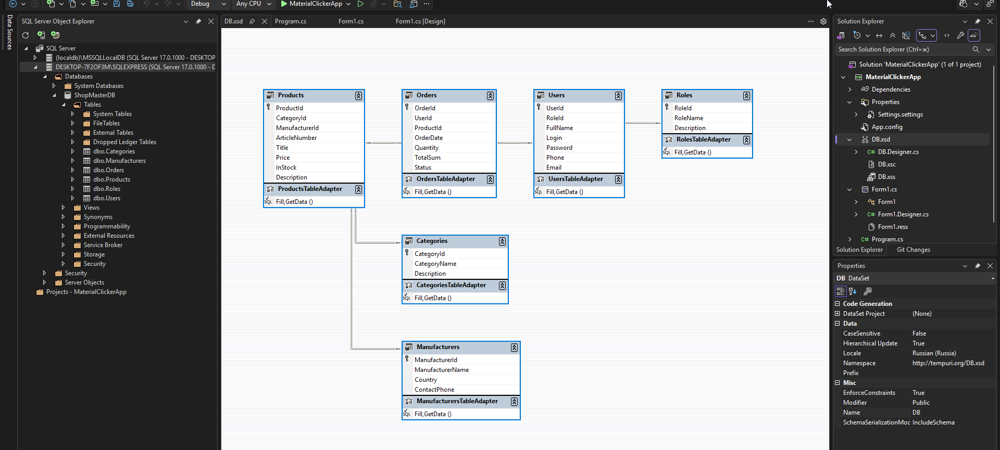 Debug
Any CPU
MaterialClickerApp
Data Sources
SQL Server Object Explorer
SQL Server
(localdb)\MSSQLLocalDB (SQL Server 17.0.1000 - DESKTOP
DESKTOP-7F2OF3M\SQLEXPRESS (SQL Server 17.0.1000 - D
Databases
System Databases
ShopMasterDB
Tables
System Tables
FileTables
External Tables
Dropped Ledger Tables
dbo.Categories
dbo.Manufacturers
dbo.Orders
dbo.Products
dbo.Roles
dbo.Users
Views
Synonyms
Programmability
External Resources
Service Broker
Storage
Security
Security
Server Objects
Projects - MaterialClickerApp
DB.xsd
Program.cs
Form1.cs
Form1.cs [Design]
Products
ProductId
CategoryId
ManufacturerId
ArticleNumber
Title
Price
InStock
Description
ProductsTableAdapter
SQL Fill,GetData ()
Orders
OrderId
UserId
ProductId
OrderDate
Quantity
TotalSum
Status
OrdersTableAdapter
SQL Fill,GetData ()
Users
UserId
RoleId
FullName
Login
Password
Phone
Email
UsersTableAdapter
SQL Fill,GetData ()
Roles
RoleId
RoleName
Description
RolesTableAdapter
SQL Fill,GetData ()
Categories
CategoryId
CategoryName
Description
CategoriesTableAdapter
SQL Fill,GetData ()
Manufacturers
ManufacturerId
ManufacturerName
Country
ContactPhone
ManufacturersTableAdapter
SQL Fill,GetData ()
Solution Explorer
Search Solution Explorer (Ctrl+ж)
Solution 'MaterialClickerApp' (1 of 1 project)
C# MaterialClickerApp
Dependencies
Properties
Settings.settings
App.config
DB.xsd
C# DB.Designer.cs
DB.xsc
DB.xss
Form1.cs
Form1
C# Form1.Designer.cs
Form1.resx
C# Program.cs
Solution Explorer
Git Changes
Properties
DB DataSet
Code Generation
DataSet Project (None)
Data
CaseSensitive False
Hierarchical Update True
Locale Russian (Russia)
Namespace http://tempuri.org/DB.xsd
Prefix
Misc
EnforceConstraints True
Modifier Public
Name DB
SchemaSerializationMoc IncludeSchema